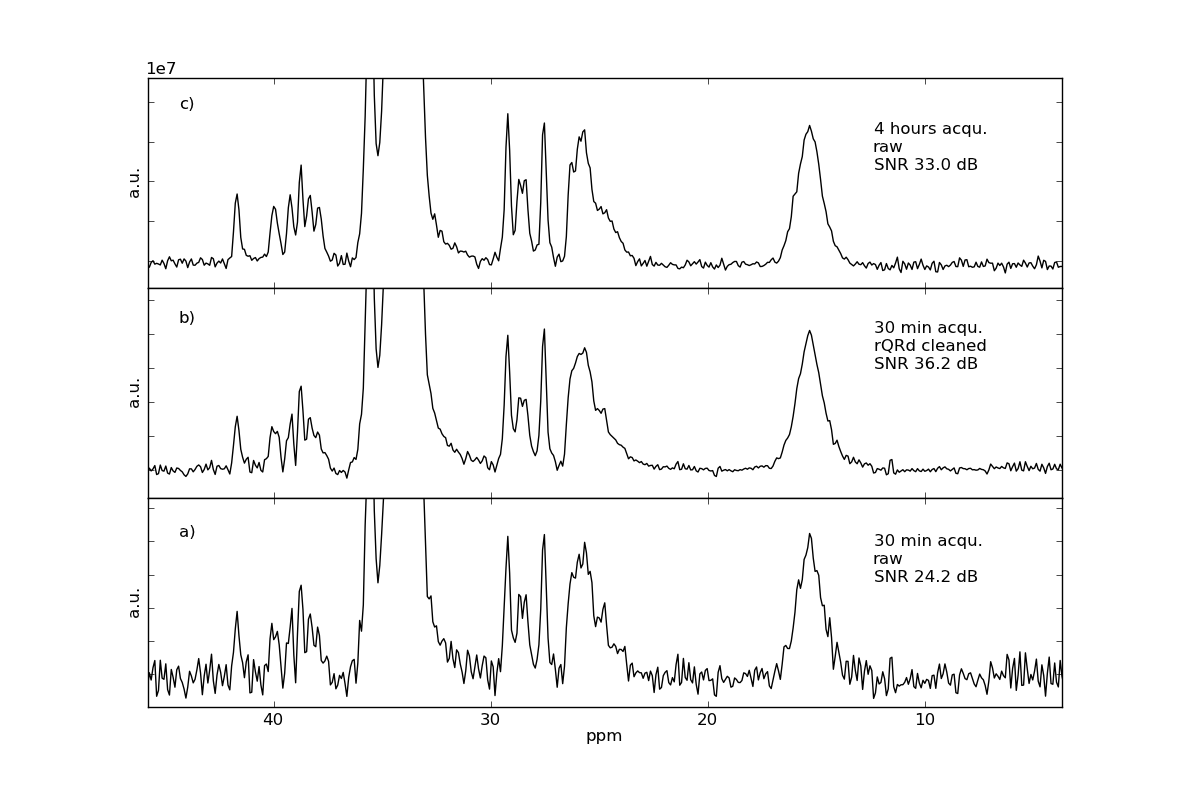 1e7
c)
4 hours acqu.
raw
SNR 33.0 dB
a.u.
b)
30 min acqu.
rQRd cleaned
SNR 36.2 dB
a.u.
a)
30 min acqu.
raw
SNR 24.2 dB
a.u.
40 30 20 10
ppm